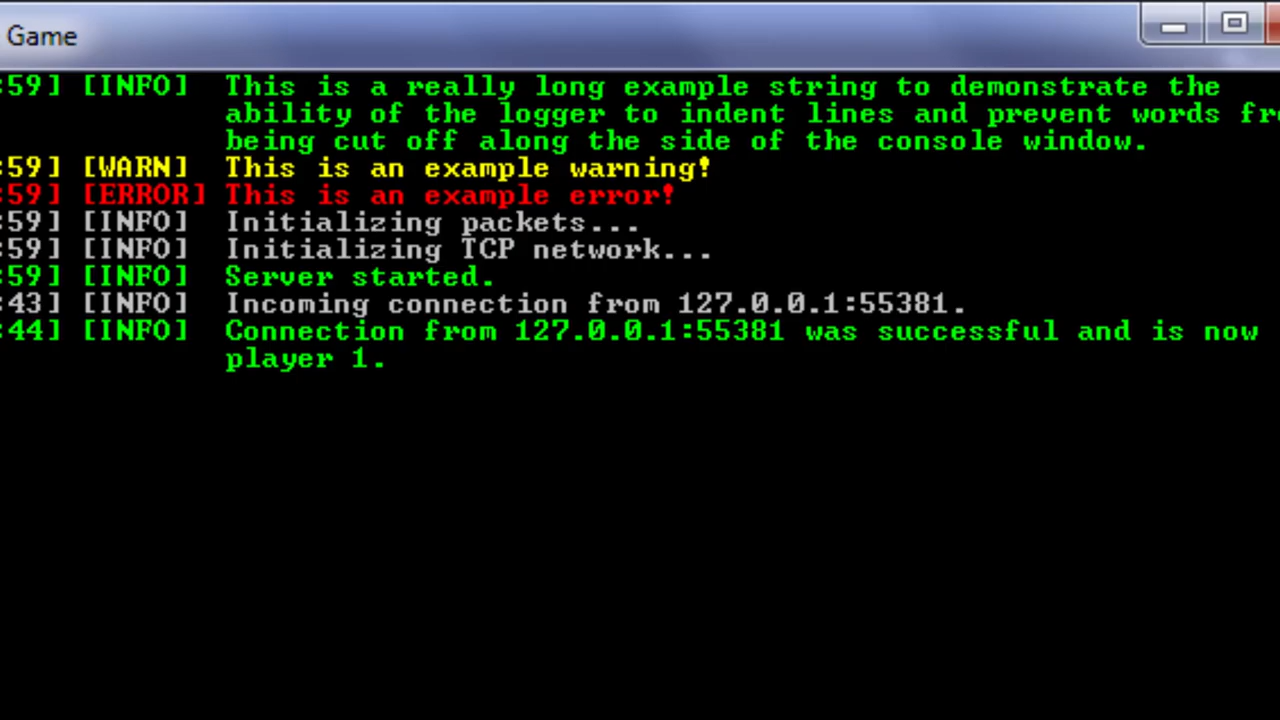 Game
:59] [INFO] This is a really long example string to demonstrate the
ability of the logger to indent lines and prevent words
being cut off along the side of the console window.
:59] [WARN] This is an example warning!
:59] [ERROR] This is an example error!
:59] [INFO] Initializing packets...
:59] [INFO] Initializing TCP network...
:59] [INFO] Server started.
:43] [INFO] Incoming connection from 127.0.0.1:55381.
:44] [INFO] Connection from 127.0.0.1:55381 was successful and is now
player 1.